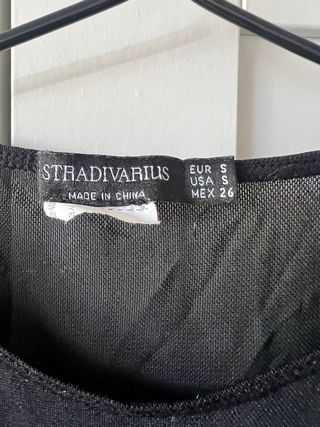 STRADIVARIUS
MADE IN CHINA
EUR S
USA S
MEX 26